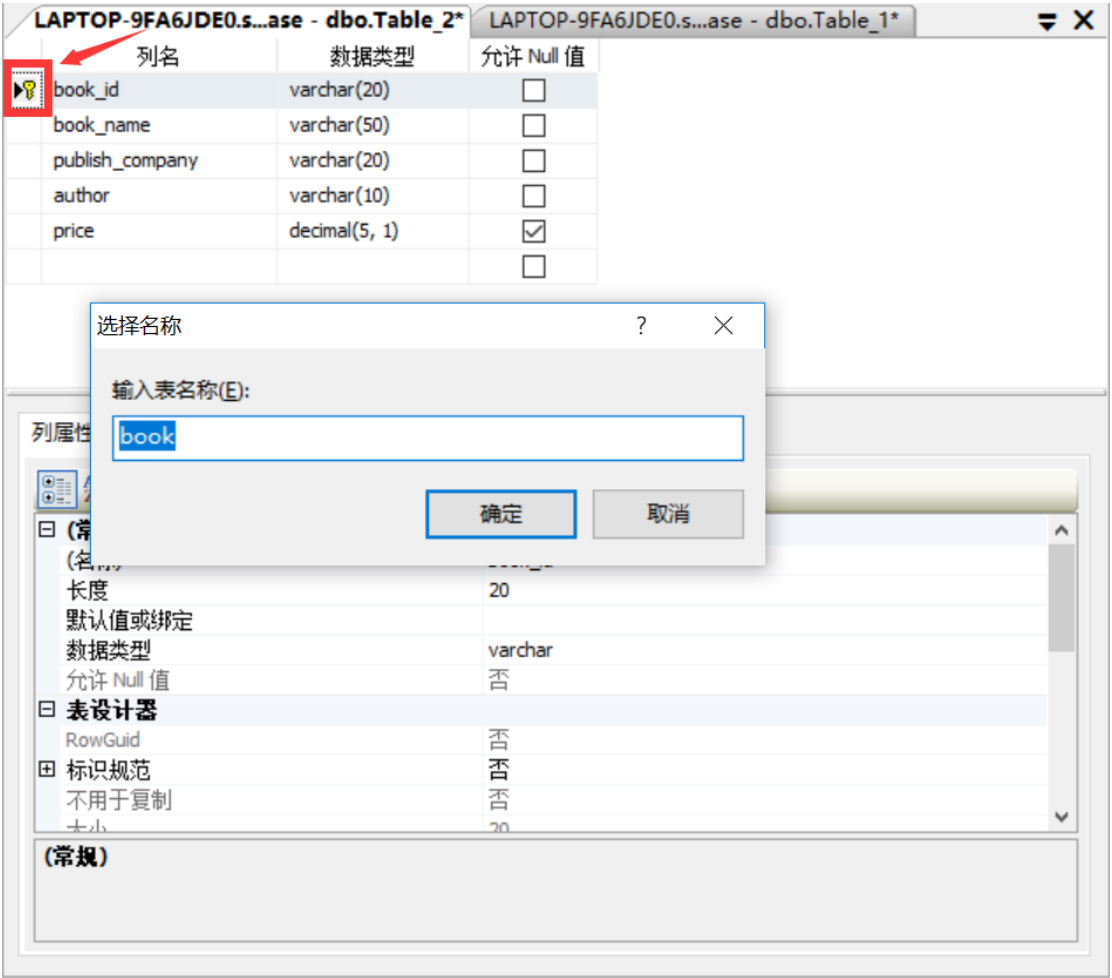 LAPTOP-9FA6JDE0.s...ase - dbo.Table_2* LAPTOP-9FA6JDE0.s...ase - dbo.Table_1*
列名 数据类型 允许 Null 值
book_id varchar(20)
book_name varchar(50)
publish_company varchar(20)
author varchar(10)
price decimal(5, 1)
选择名称 ?
输入表名称(E):
book
确定 取消
列属性
(常
长度 20
默认值或绑定
数据类型 varchar
允许 Null 值 否
表设计器
RowGuid 否
标识规范 否
不用于复制 否
大小 20
(常规)